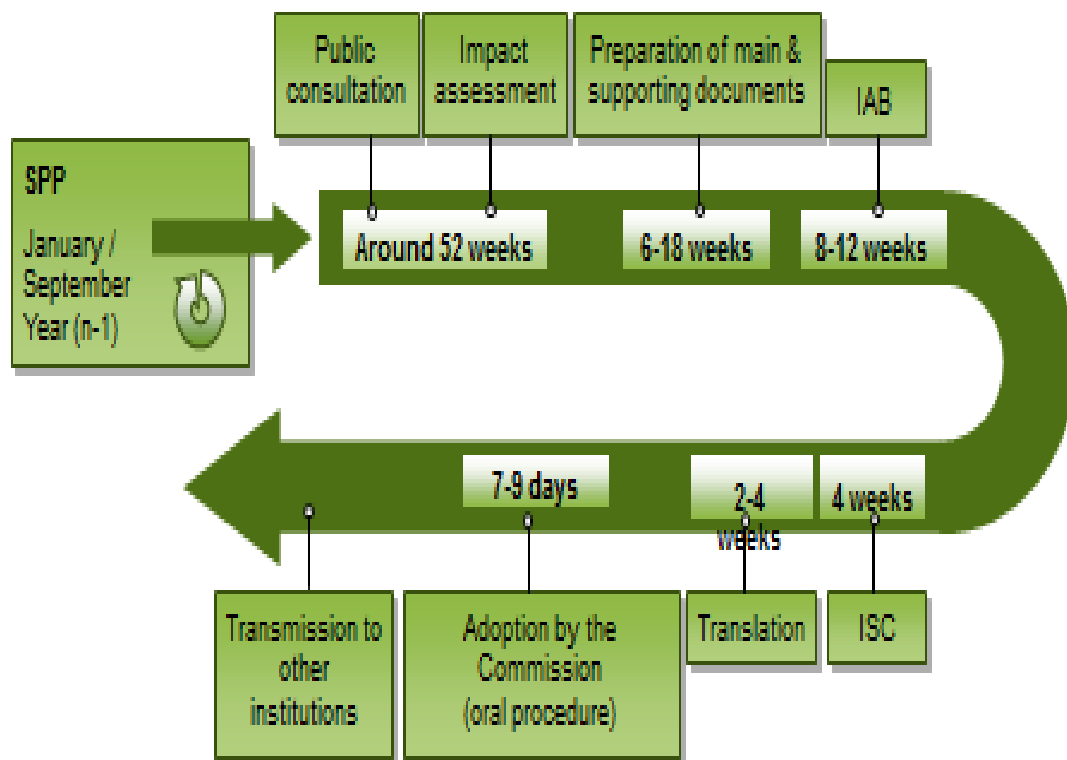 Public
consultation
Impact
assessment
Preparation of main &
supporting documents
IAB
SPP
January /
September
Year (n-1)
Around 52 weeks
6-18 weeks
8-12 weeks
7-9 days
2-4
weeks
4 weeks
Transmission to
other
institutions
Adoption by the
Commission
(oral procedure)
Translation
ISC